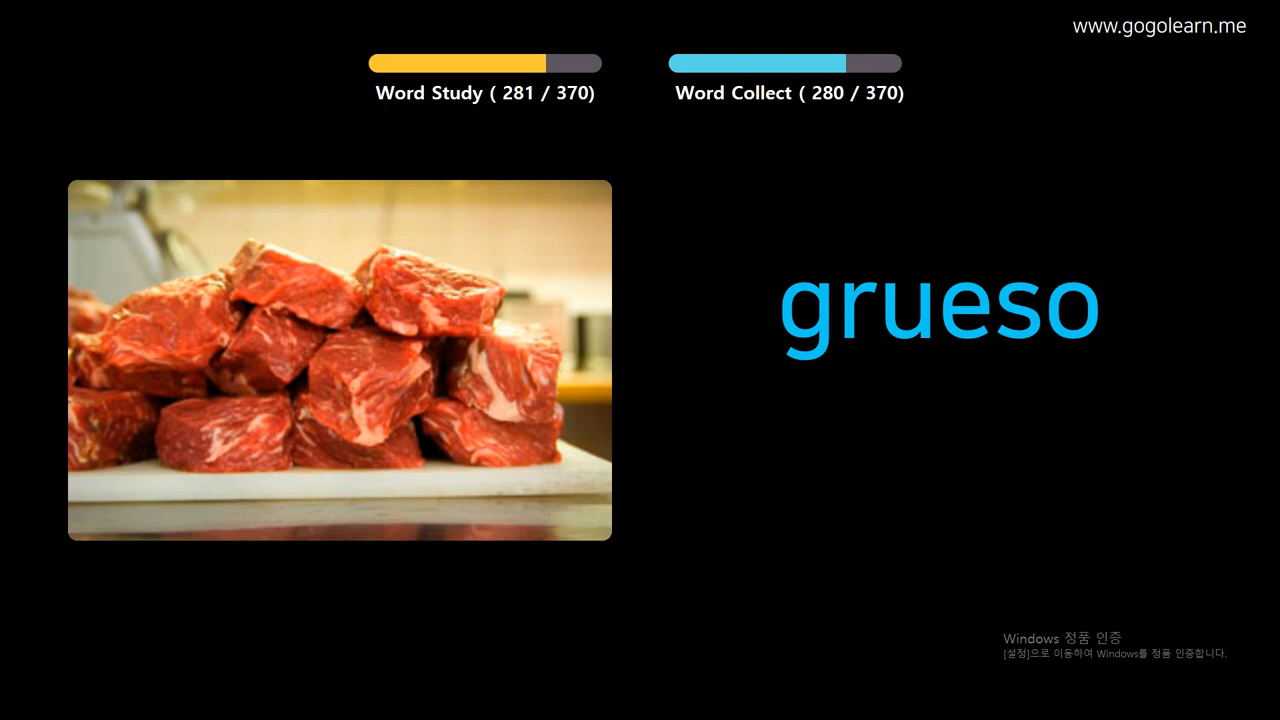 www.gogolearn.me
Word Study ( 281 / 370)
Word Collect ( 280 / 370)
grueso
Windows 정품 인증
[설정]으로 이동하여 Windows를 정품 인증합니다.